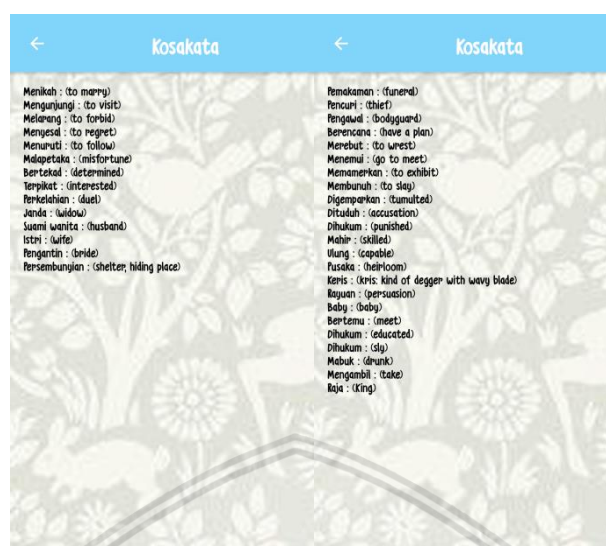 Kosakata
Menikah : (to marry)
Mengunjungi : (to visit)
Melarang : (to forbid)
Menyesal : (to regret)
Menuruti : (to follow)
Malapetaka : (misfortune)
Bertekad : (determined)
Terpikat : (interested)
Perkelahian : (duel)
Janda : (widow)
Suami wanita : (husband)
Istri : (wife)
Pengantin : (bride)
Persembunyian : (shelter, hiding place)
Kosakata
Pemakaman : (funeral)
Pencuri : (thief)
Pengawal : (bodyguard)
Berencana : (have a plan)
Merebut : (to wrest)
Menemui : (go to meet)
Memamerkan : (to exhibit)
Membunuh : (to slay)
Digemparkan : (tumulted)
Dituduh : (accusation)
Dihukum : (punished)
Mahir : (skilled)
Ulung : (capable)
Pusaka : (heirloom)
Keris : (kris: kind of degger with wavy blade)
Rayuan : (persuasion)
Baby : (baby)
Bertemu : (meet)
Dihukum : (educated)
Dihukum : (sly)
Mabuk : (drunk)
Mengambil : (take)
Raja : (King)